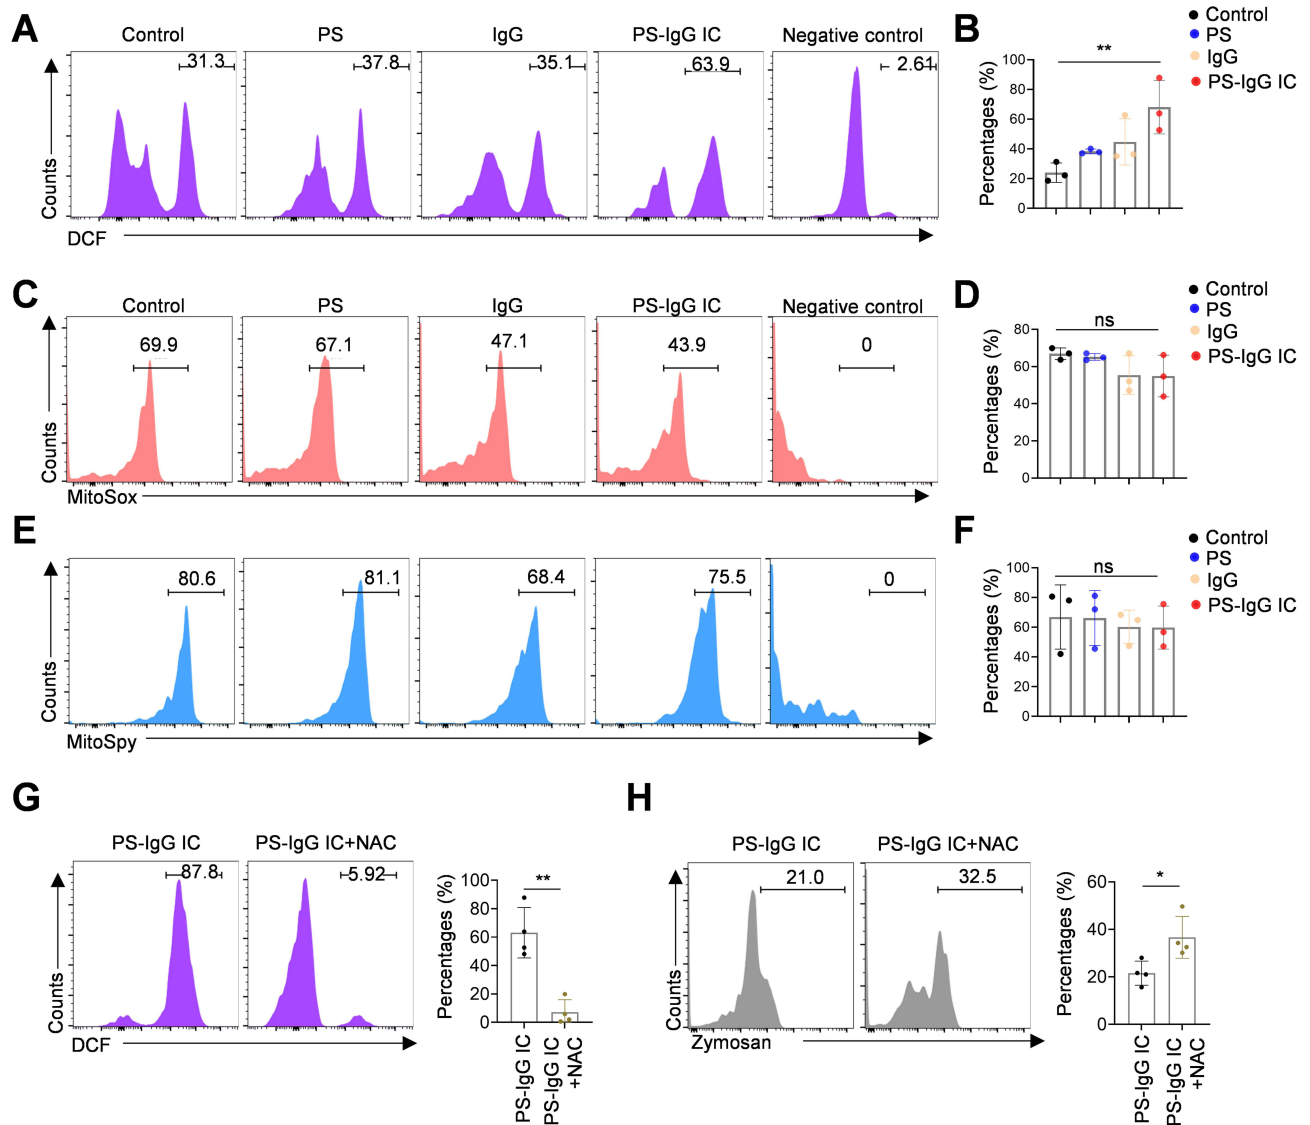 A
Control
PS
IgG
PS-IgG IC
Negative control
31.3
37.8
35.1
63.9
2.61
Counts
DCF
B
Control
PS
IgG
PS-IgG IC
**
Percentages (%)
100
80
60
40
20
0
C
Control
PS
IgG
PS-IgG IC
Negative control
69.9
67.1
47.1
43.9
0
Counts
MitoSox
D
Control
PS
IgG
PS-IgG IC
ns
Percentages (%)
80
60
40
20
0
E
80.6
81.1
68.4
75.5
0
Counts
MitoSpy
F
Control
PS
IgG
PS-IgG IC
ns
Percentages (%)
100
80
60
40
20
0
G
PS-IgG IC
PS-IgG IC+NAC
87.8
5.92
Counts
DCF
**
Percentages (%)
100
80
60
40
20
0
PS-IgG IC
PS-IgG IC
+NAC
H
PS-IgG IC
PS-IgG IC+NAC
21.0
32.5
Counts
Zymosan
*
Percentages (%)
60
40
20
0
PS-IgG IC
PS-IgG IC
+NAC